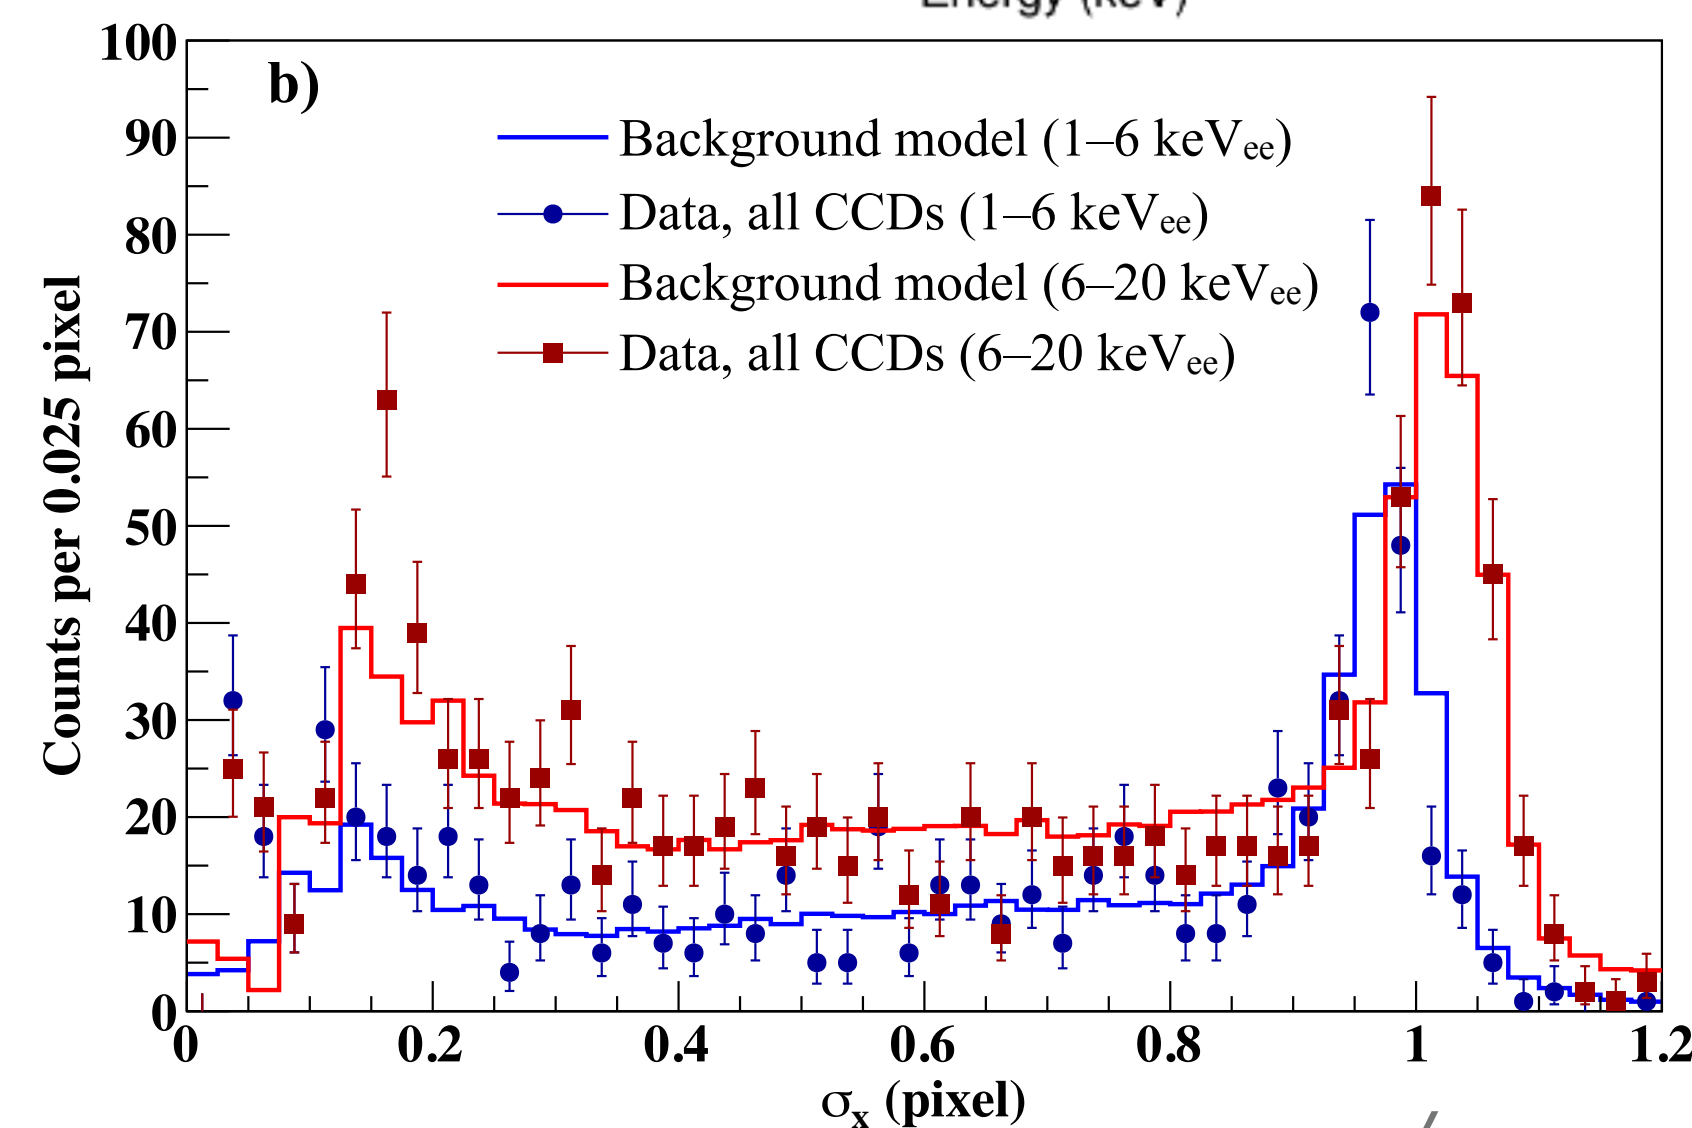 Energy (keV)
b)
Background model (1–6 keVee)
Data, all CCDs (1–6 keVee)
Background model (6–20 keVee)
Data, all CCDs (6–20 keVee)
Counts per 0.025 pixel
100
90
80
70
60
50
40
30
20
10
0
0 0.2 0.4 0.6 0.8 1 1.2
σx (pixel)